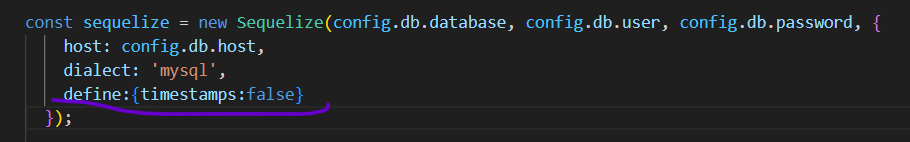 const sequelize = new Sequelize(config.db.database, config.db.user, config.db.password, {
host: config.db.host,
dialect: 'mysql',
define:{timestamps:false}
});